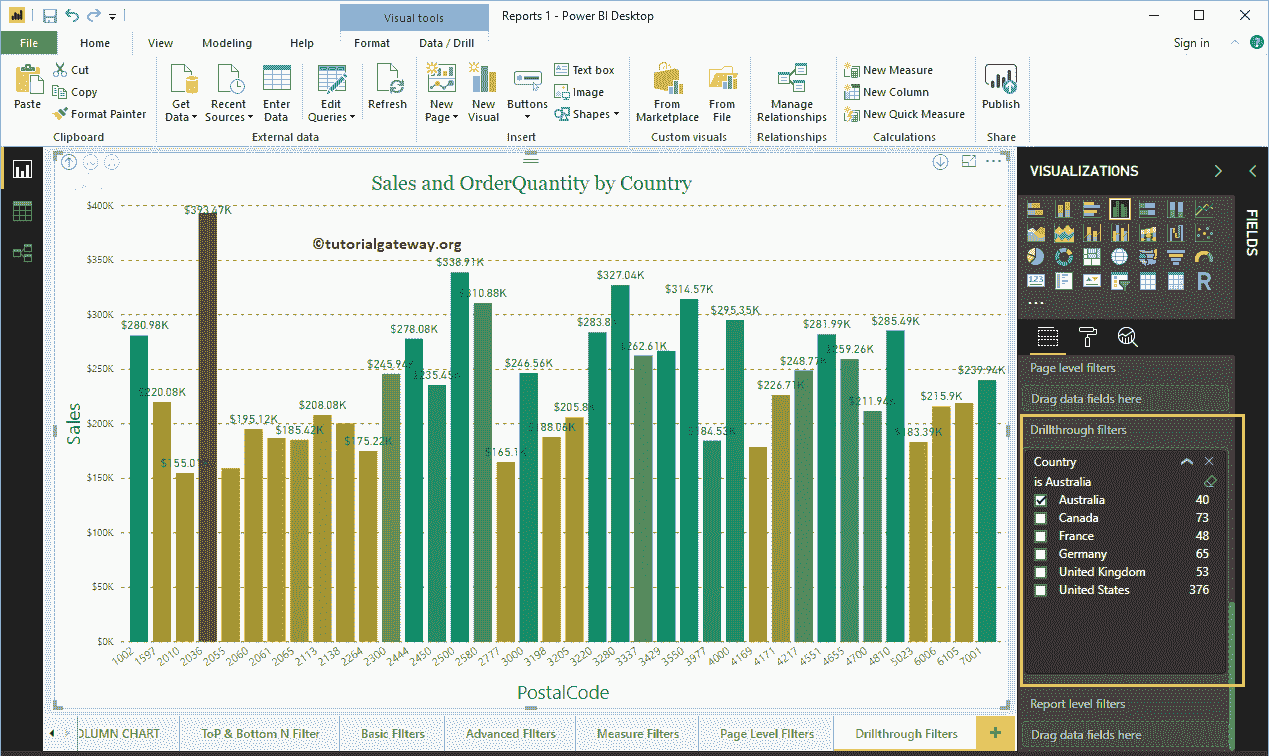 Visual tools
Reports 1 - Power BI Desktop
File Home View Modeling Help Format Data / Drill Sign in
Paste
Cut
Copy
Format Painter
Clipboard
Get Data
Recent Sources
Enter Data
Edit Queries
Refresh
External data
New Page
New Visual
Buttons
Text box
Image
Shapes
Insert
From Marketplace
From File
Custom visuals
Manage Relationships
Relationships
New Measure
New Column
New Quick Measure
Calculations
Publish
Share
Sales and OrderQuantity by Country
©tutorialgateway.org
Sales
$400K
$350K
$300K
$250K
$200K
$150K
$100K
$50K
$0K
$280.98K
$220.08K
$393.47K
$195.12K
$185.42K
$208.08K
$175.22K
$245.94K
$278.08K
$235.45K
$338.91K
$310.88K
$165.1K
$246.56K
$205.8K
$327.04K
$262.61K
$314.57K
$184.53K
$295.35K
$226.71K
$248.77K
$281.99K
$259.26K
$211.94K
$285.49K
$183.39K
$215.9K
$239.94K
1002 1597 2010 2036 2055 2060 2061 2065 2113 2138 2264 2300 2444 2450 2500 2580 2777 3000 3198 3205 3220 3280 3337 3429 3550 3977 4000 4169 4171 4217 4551 4655 4700 4810 5023 6006 6105 7001
PostalCode
OLUMN CHART
ToP & Bottom N Filter
Basic FIlters
Advanced FIlters
Measure Filters
Page Level FIlters
Drillthrough Filters
+
VISUALIZATIONS
FIELDS
123
R
Page level filters
Drag data fields here
Drillthrough filters
Country
is Australia
Australia 40
Canada 73
France 48
Germany 65
United Kingdom 53
United States 376
Report level filters
Drag data fields here